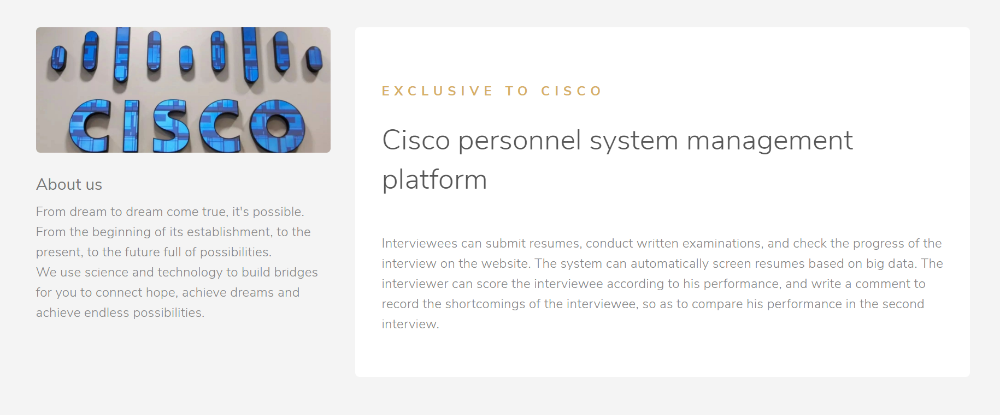 CISCO
About us
From dream to dream come true, it's possible.
From the beginning of its establishment, to the
present, to the future full of possibilities.
We use science and technology to build bridges
for you to connect hope, achieve dreams and
achieve endless possibilities.
EXCLUSIVE TO CISCO
Cisco personnel system management
platform
Interviewees can submit resumes, conduct written examinations, and check the progress of the
interview on the website. The system can automatically screen resumes based on big data. The
interviewer can score the interviewee according to his performance, and write a comment to
record the shortcomings of the interviewee, so as to compare his performance in the second
interview.